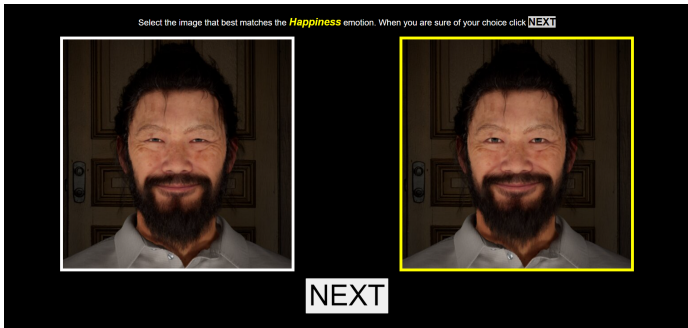 Select the image that best matches the Happiness emotion. When you are sure of your choice click NEXT
NEXT